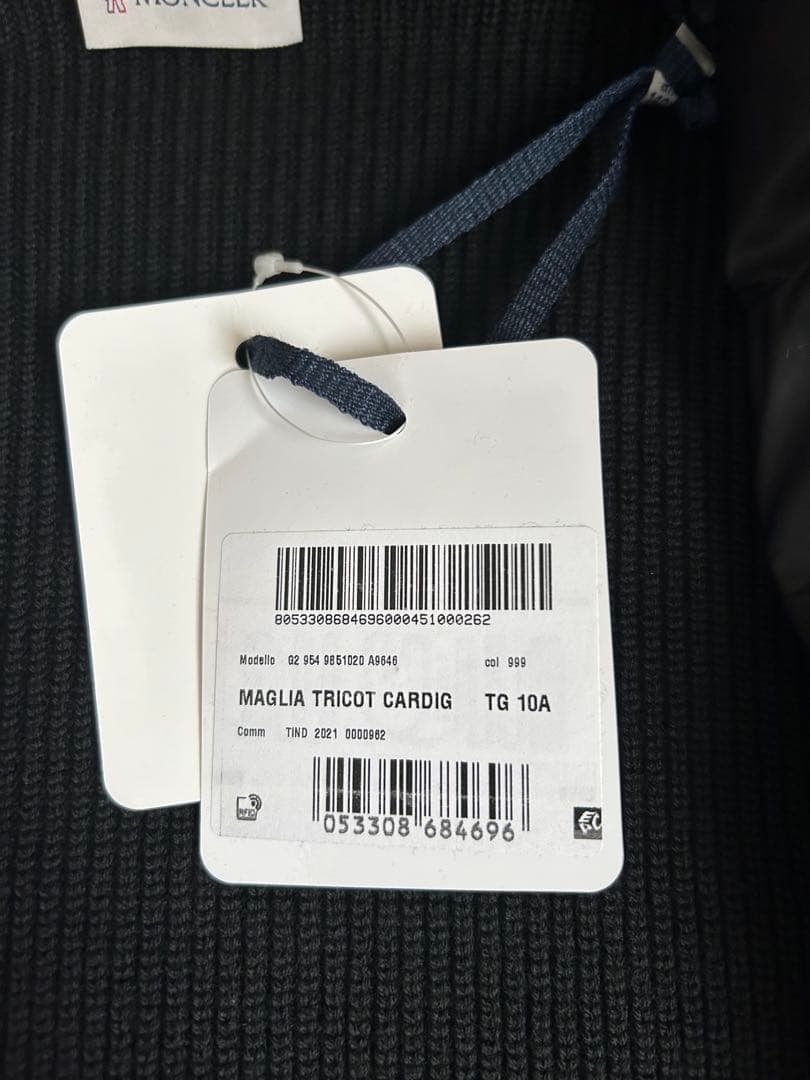 MONCLER
8053308684696000451000262
Modello G2 954 9B51020 A9646 col 999
MAGLIA TRICOT CARDIG TG 10A
Comm TIND 2021 0000962
RFID
053308 684696